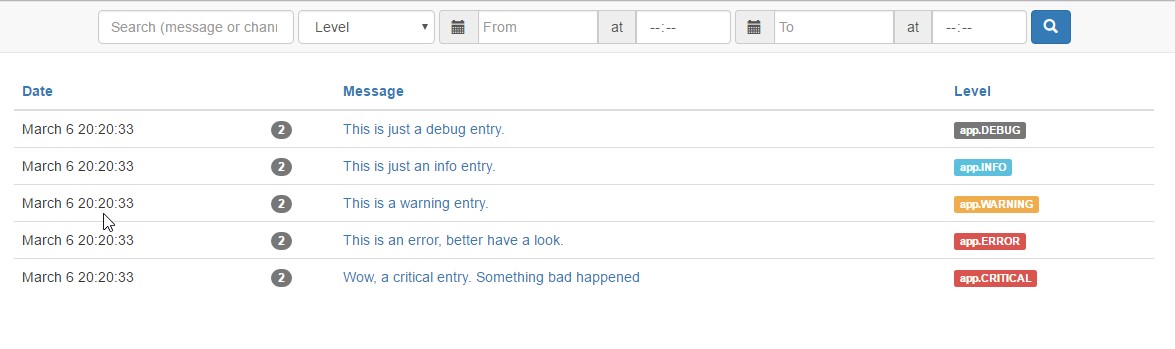 Search (message or chann Level From at --:-- To at --:--
Date Message Level
March 6 20:20:33 2 This is just a debug entry. app.DEBUG
March 6 20:20:33 2 This is just an info entry. app.INFO
March 6 20:20:33 2 This is a warning entry. app.WARNING
March 6 20:20:33 2 This is an error, better have a look. app.ERROR
March 6 20:20:33 2 Wow, a critical entry. Something bad happened app.CRITICAL